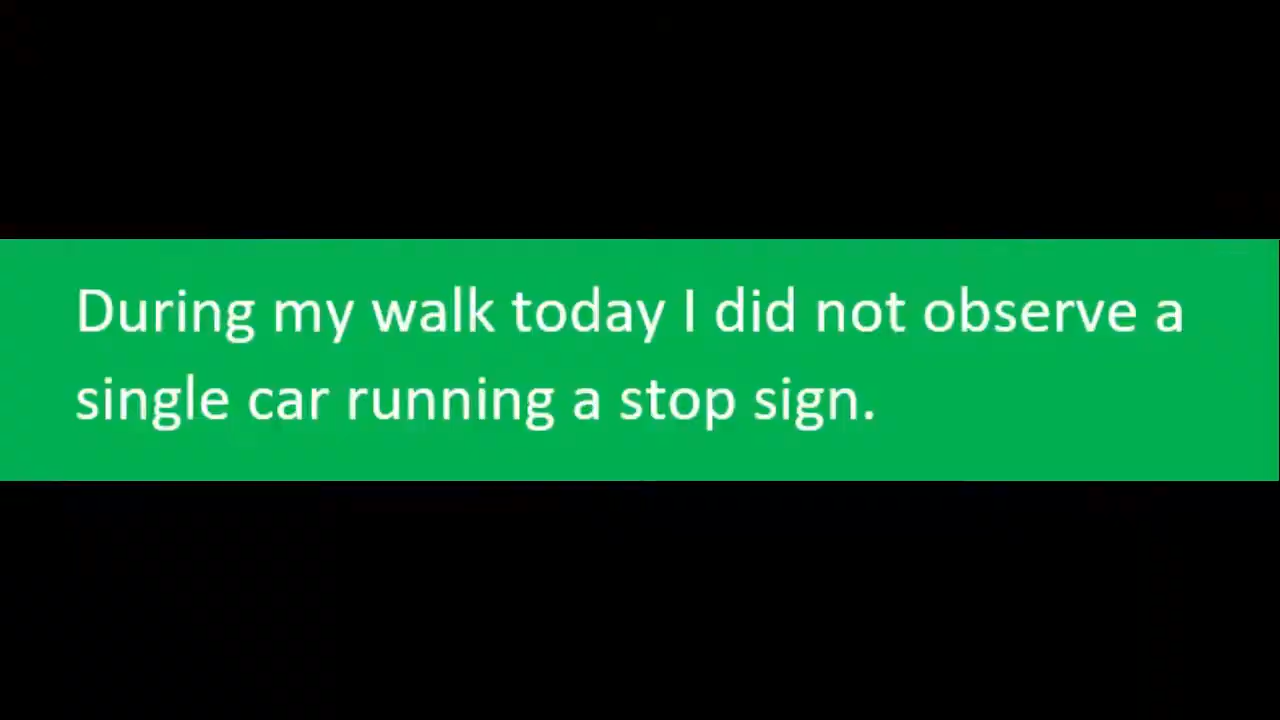 During my walk today I did not observe a
single car running a stop sign.